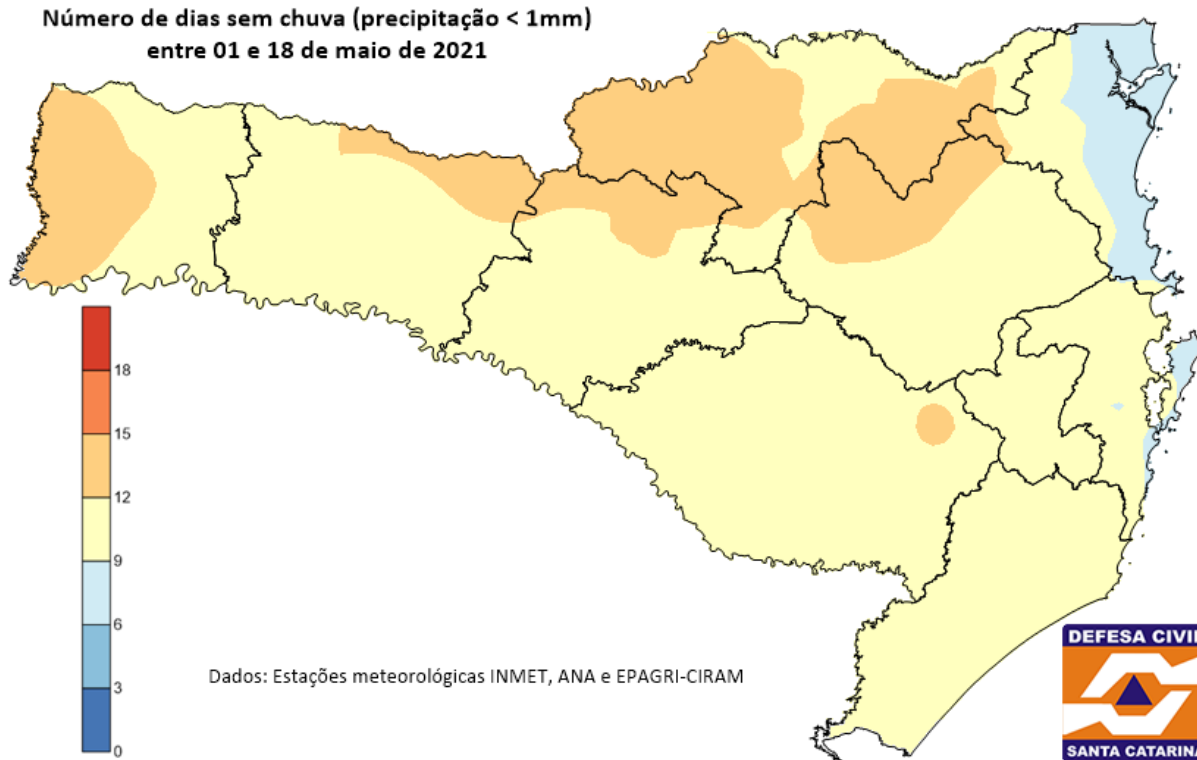 Número de dias sem chuva (precipitação < 1mm)
entre 01 e 18 de maio de 2021
18
15
12
9
6
3
0
Dados: Estações meteorológicas INMET, ANA e EPAGRI-CIRAM
DEFESA CIVIL
SANTA CATARINA